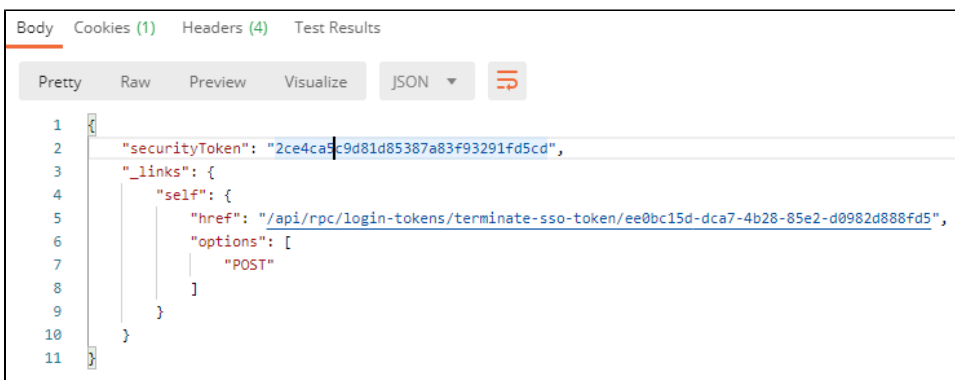 Body Cookies (1) Headers (4) Test Results
Pretty Raw Preview Visualize JSON
1 {
2 "securityToken": "2ce4ca5c9d81d85387a83f93291fd5cd",
3 "_links": {
4 "self": {
5 "href": "/api/rpc/login-tokens/terminate-sso-token/ee0bc15d-dca7-4b28-85e2-d0982d888fd5",
6 "options": [
7 "POST"
8 ]
9 }
10 }
11 }